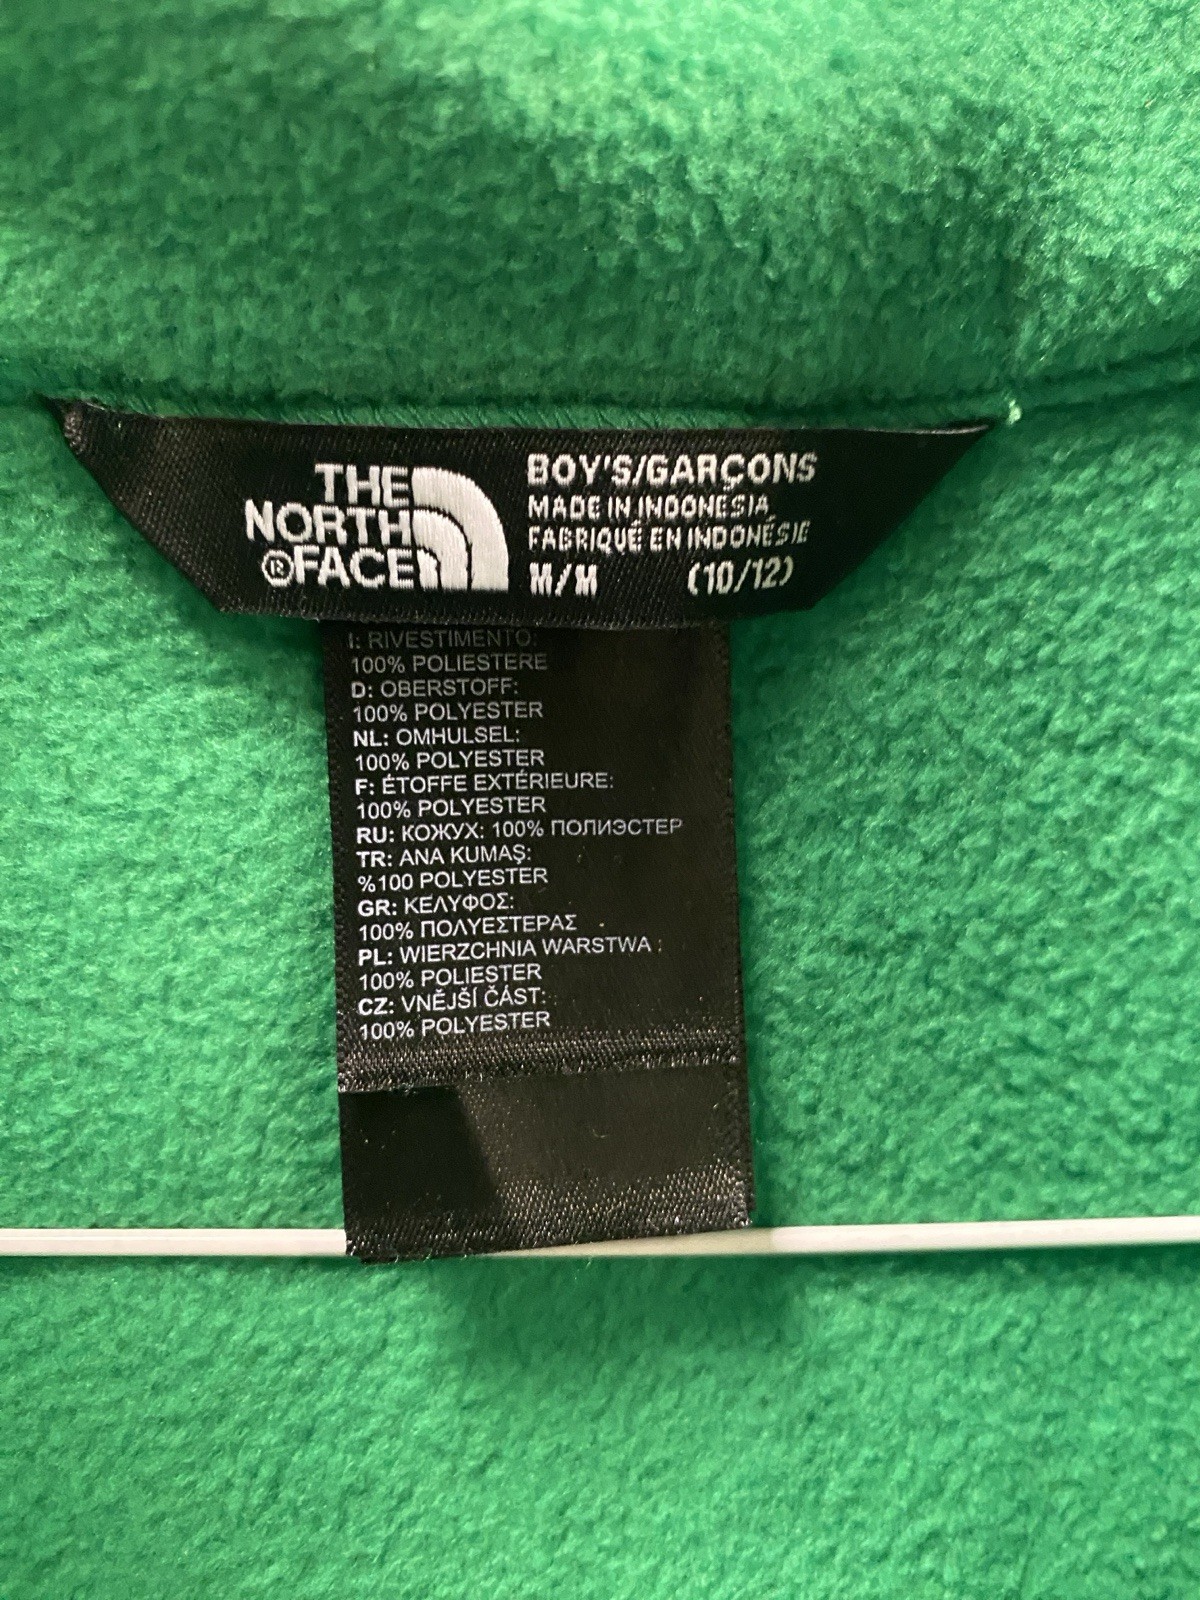 THE
NORTH
®FACE
BOY'S/GARÇONS
MADE IN INDONESIA
FABRIQUÉ EN INDONÉSIE
M/M (10/12)
I: RIVESTIMENTO:
100% POLIESTERE
D: OBERSTOFF:
100% POLYESTER
NL: OMHULSEL:
100% POLYESTER
F: ÉTOFFE EXTÉRIEURE:
100% POLYESTER
RU: КОЖУХ: 100% ПОЛИЭСТЕР
TR: ANA KUMAŞ:
%100 POLYESTER
GR: ΚΕΛΥΦΟΣ:
100% ΠΟΛΥΕΣΤΕΡΑΣ
PL: WIERZCHNIA WARSTWA :
100% POLIESTER
CZ: VNĚJŠÍ ČÁST:
100% POLYESTER